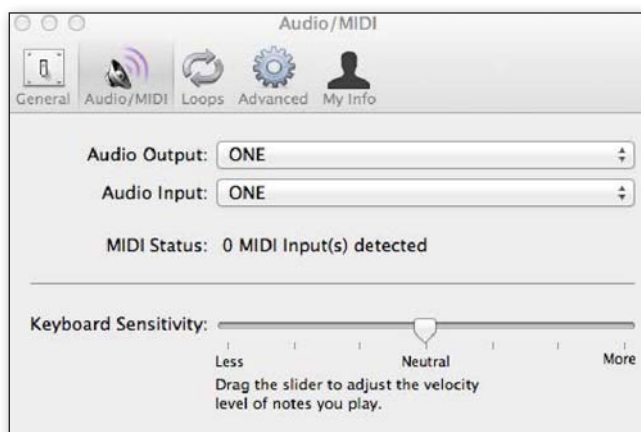 Audio/MIDI
General Audio/MIDI Loops Advanced My Info
Audio Output: ONE
Audio Input: ONE
MIDI Status: 0 MIDI Input(s) detected
Keyboard Sensitivity:
Less Neutral More
Drag the slider to adjust the velocity
level of notes you play.